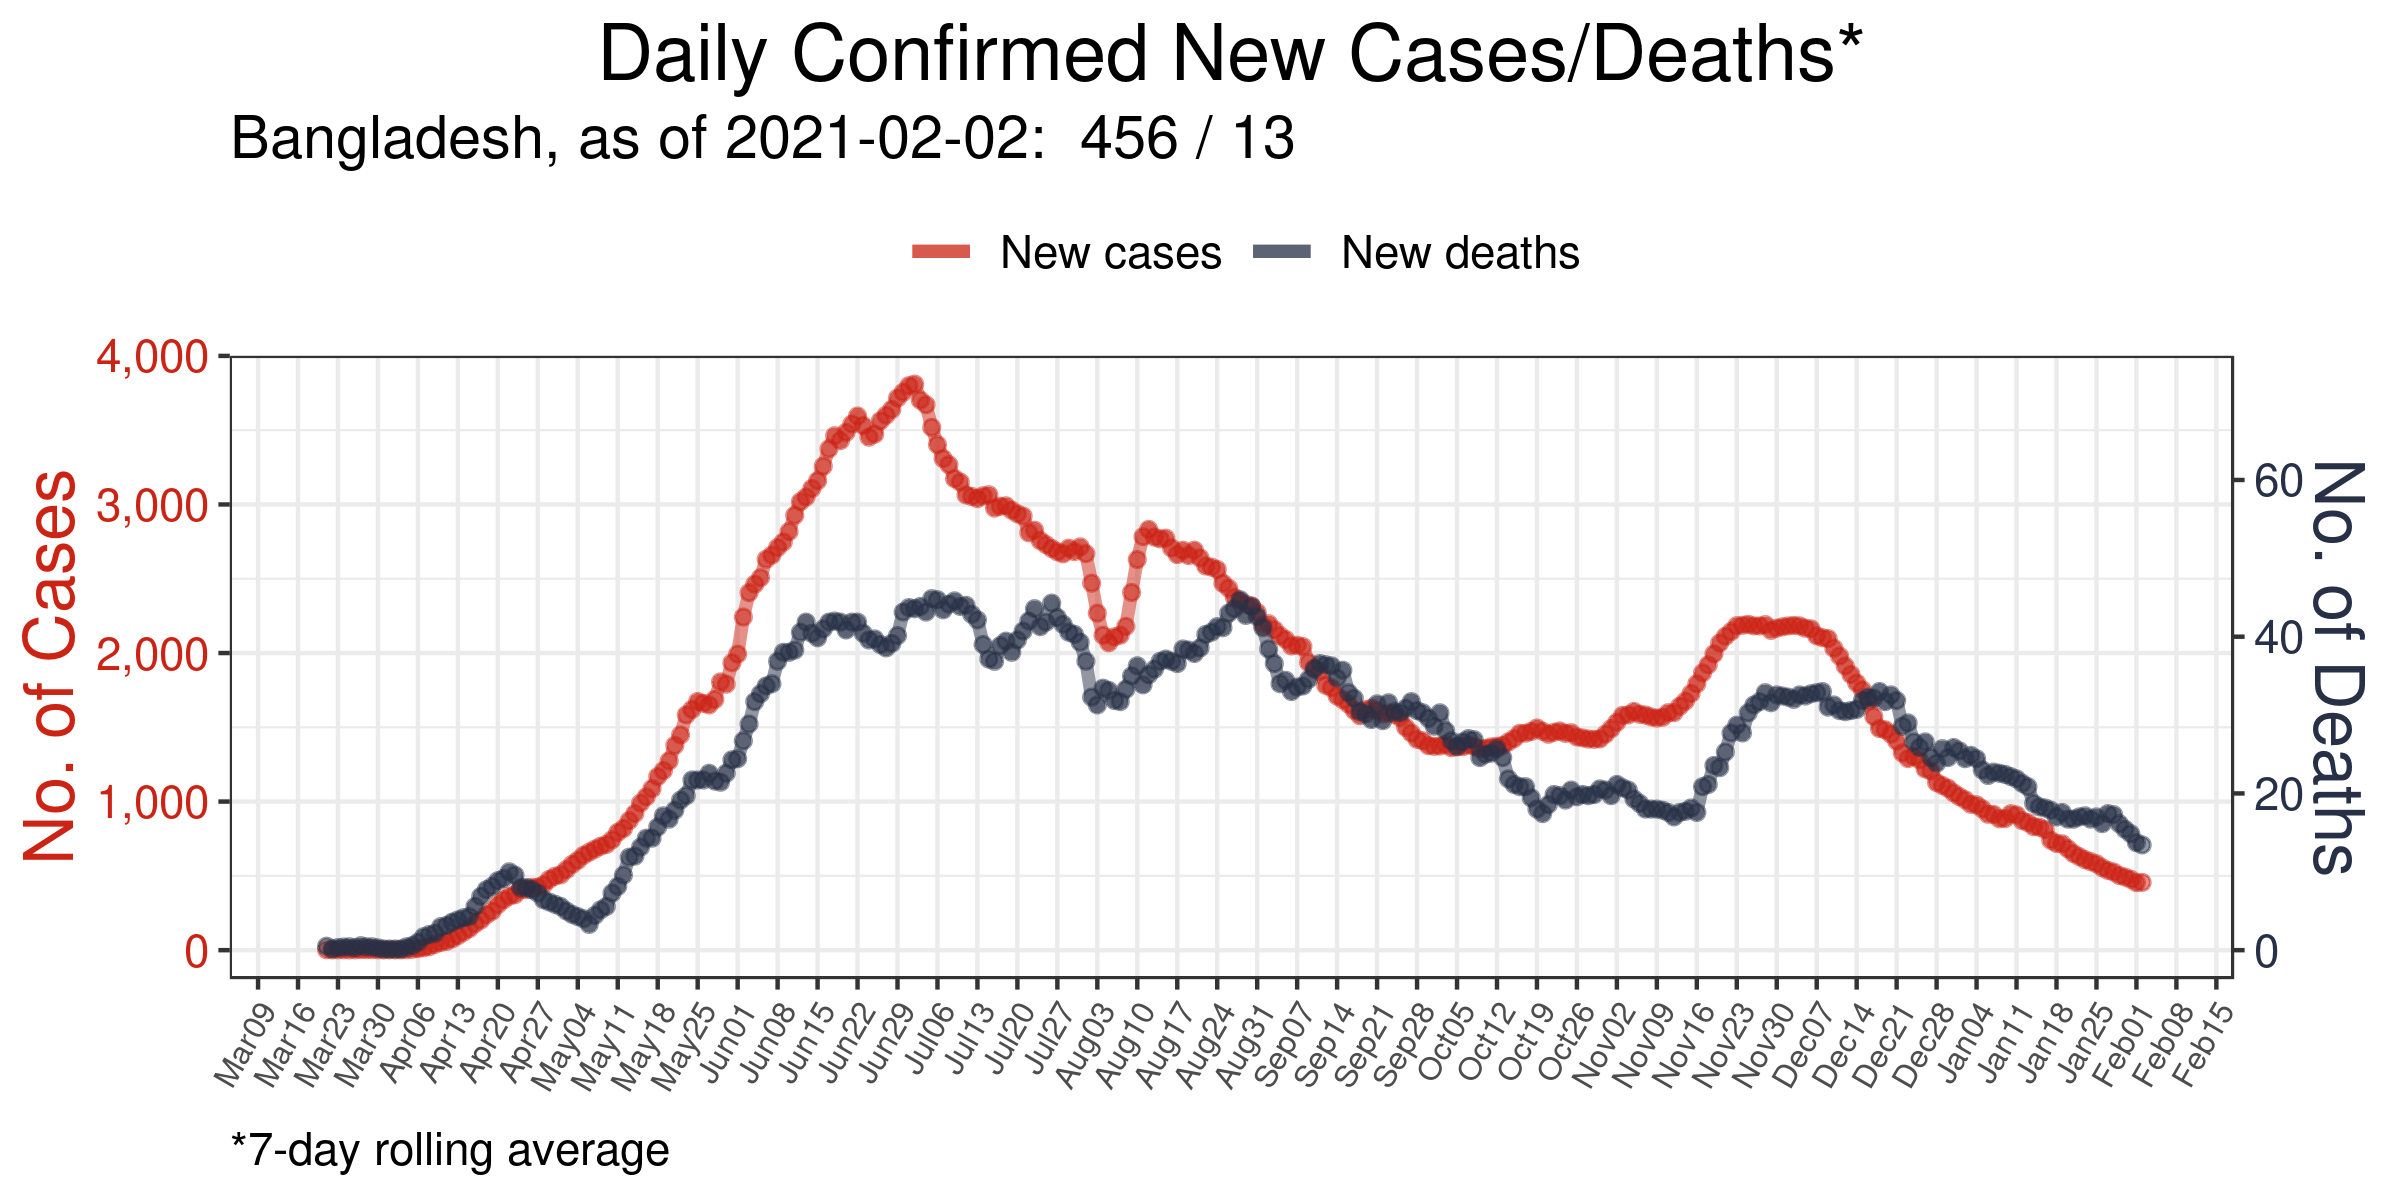 Daily Confirmed New Cases/Deaths*
Bangladesh, as of 2021-02-02:  456 / 13
New cases New deaths
No. of Cases
4,000
3,000
2,000
1,000
0
60
40
20
0
No. of Deaths
Mar09 Mar16 Mar23 Mar30 Apr06 Apr13 Apr20 Apr27 May04 May11 May18 May25 Jun01 Jun08 Jun15 Jun22 Jun29 Jul06 Jul13 Jul20 Jul27 Aug03 Aug10 Aug17 Aug24 Aug31 Sep07 Sep14 Sep21 Sep28 Oct05 Oct12 Oct19 Oct26 Nov02 Nov09 Nov16 Nov23 Nov30 Dec07 Dec14 Dec21 Dec28 Jan04 Jan11 Jan18 Jan25 Feb01 Feb08 Feb15
*7-day rolling average